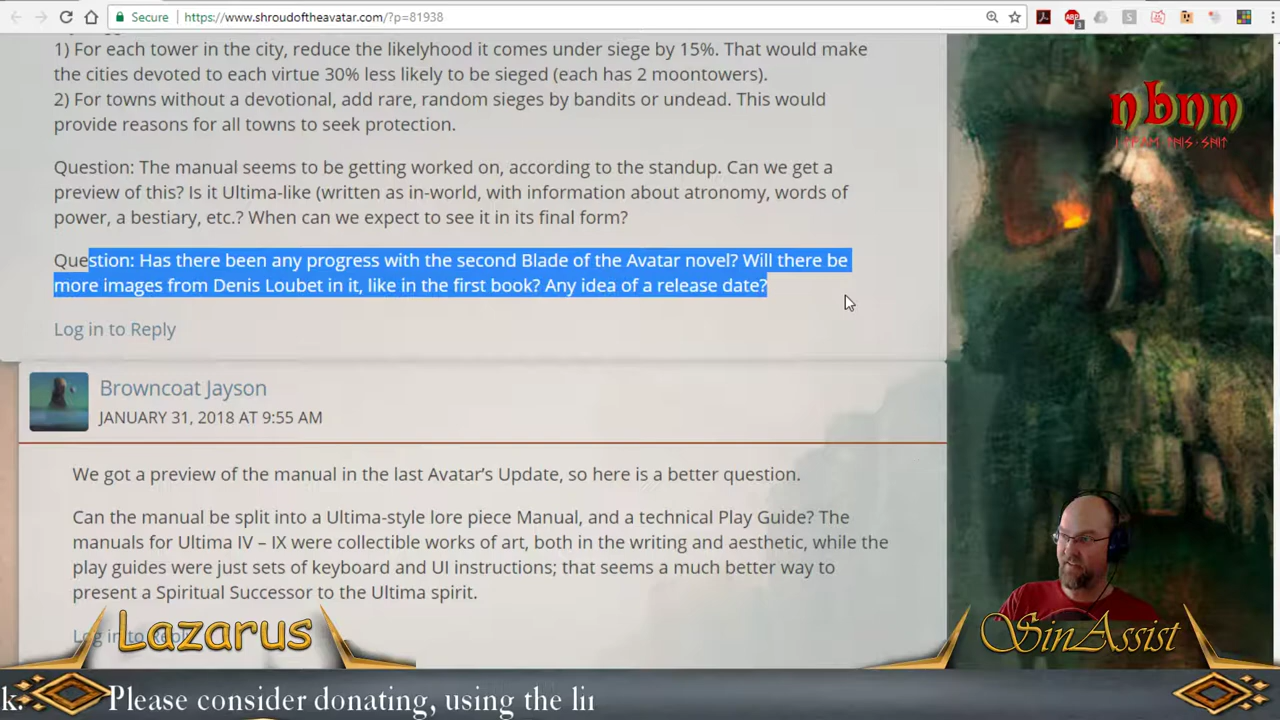 Secure
https://www.shroudoftheavatar.com/?p=81938
1) For each tower in the city, reduce the likelyhood it comes under siege by 15%. That would make
the cities devoted to each virtue 30% less likely to be sieged (each has 2 moontowers).
2) For towns without a devotional, add rare, random sieges by bandits or undead. This would
provide reasons for all towns to seek protection.
Question: The manual seems to be getting worked on, according to the standup. Can we get a
preview of this? Is it Ultima-like (written as in-world, with information about atronomy, words of
power, a bestiary, etc.? When can we expect to see it in its final form?
Question: Has there been any progress with the second Blade of the Avatar novel? Will there be
more images from Denis Loubet in it, like in the first book? Any idea of a release date?
Log in to Reply
Browncoat Jayson
JANUARY 31, 2018 AT 9:55 AM
We got a preview of the manual in the last Avatar's Update, so here is a better question.
Can the manual be split into a Ultima-style lore piece Manual, and a technical Play Guide? The
manuals for Ultima IV – IX were collectible works of art, both in the writing and aesthetic, while the
play guides were just sets of keyboard and UI instructions; that seems a much better way to
present a Spiritual Successor to the Ultima spirit.
Log in to Reply
nbnn
Lazarus
SinAssist
k. Please consider donating, using the lin